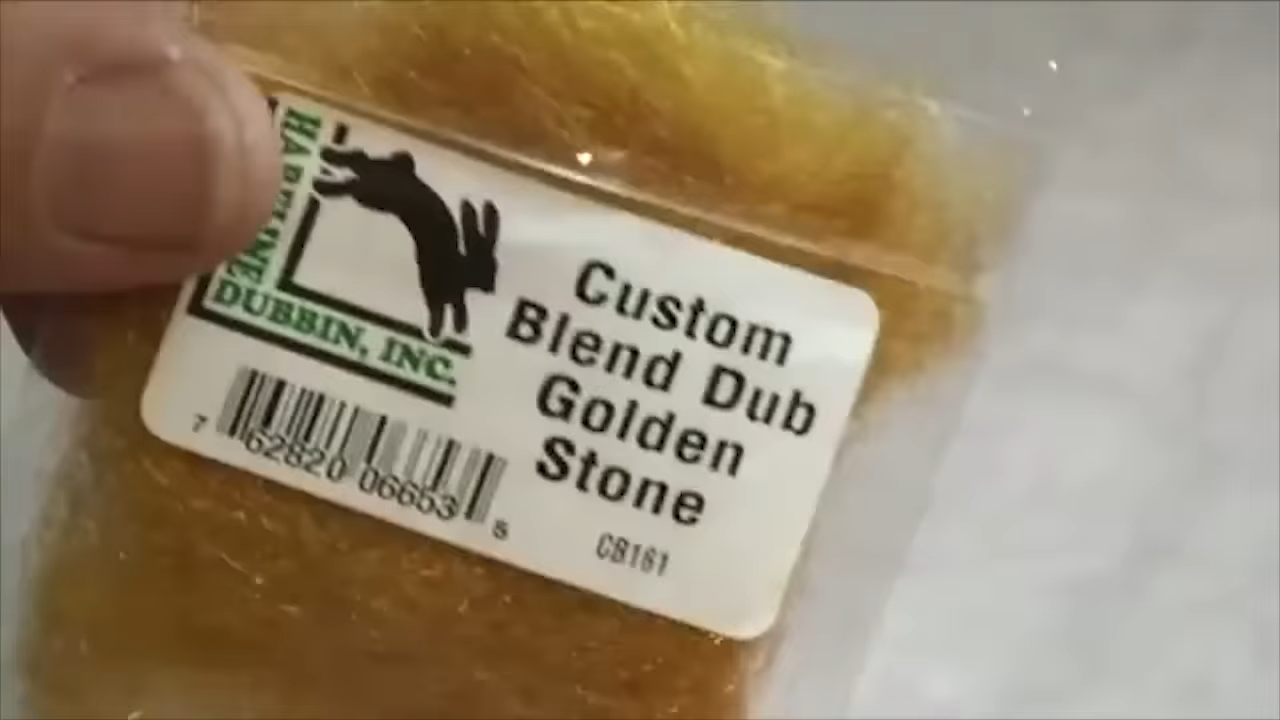 HARELINE
DUBBIN, INC.
Custom
Blend Dub
Golden
Stone
7 62820 06653 5
CB161